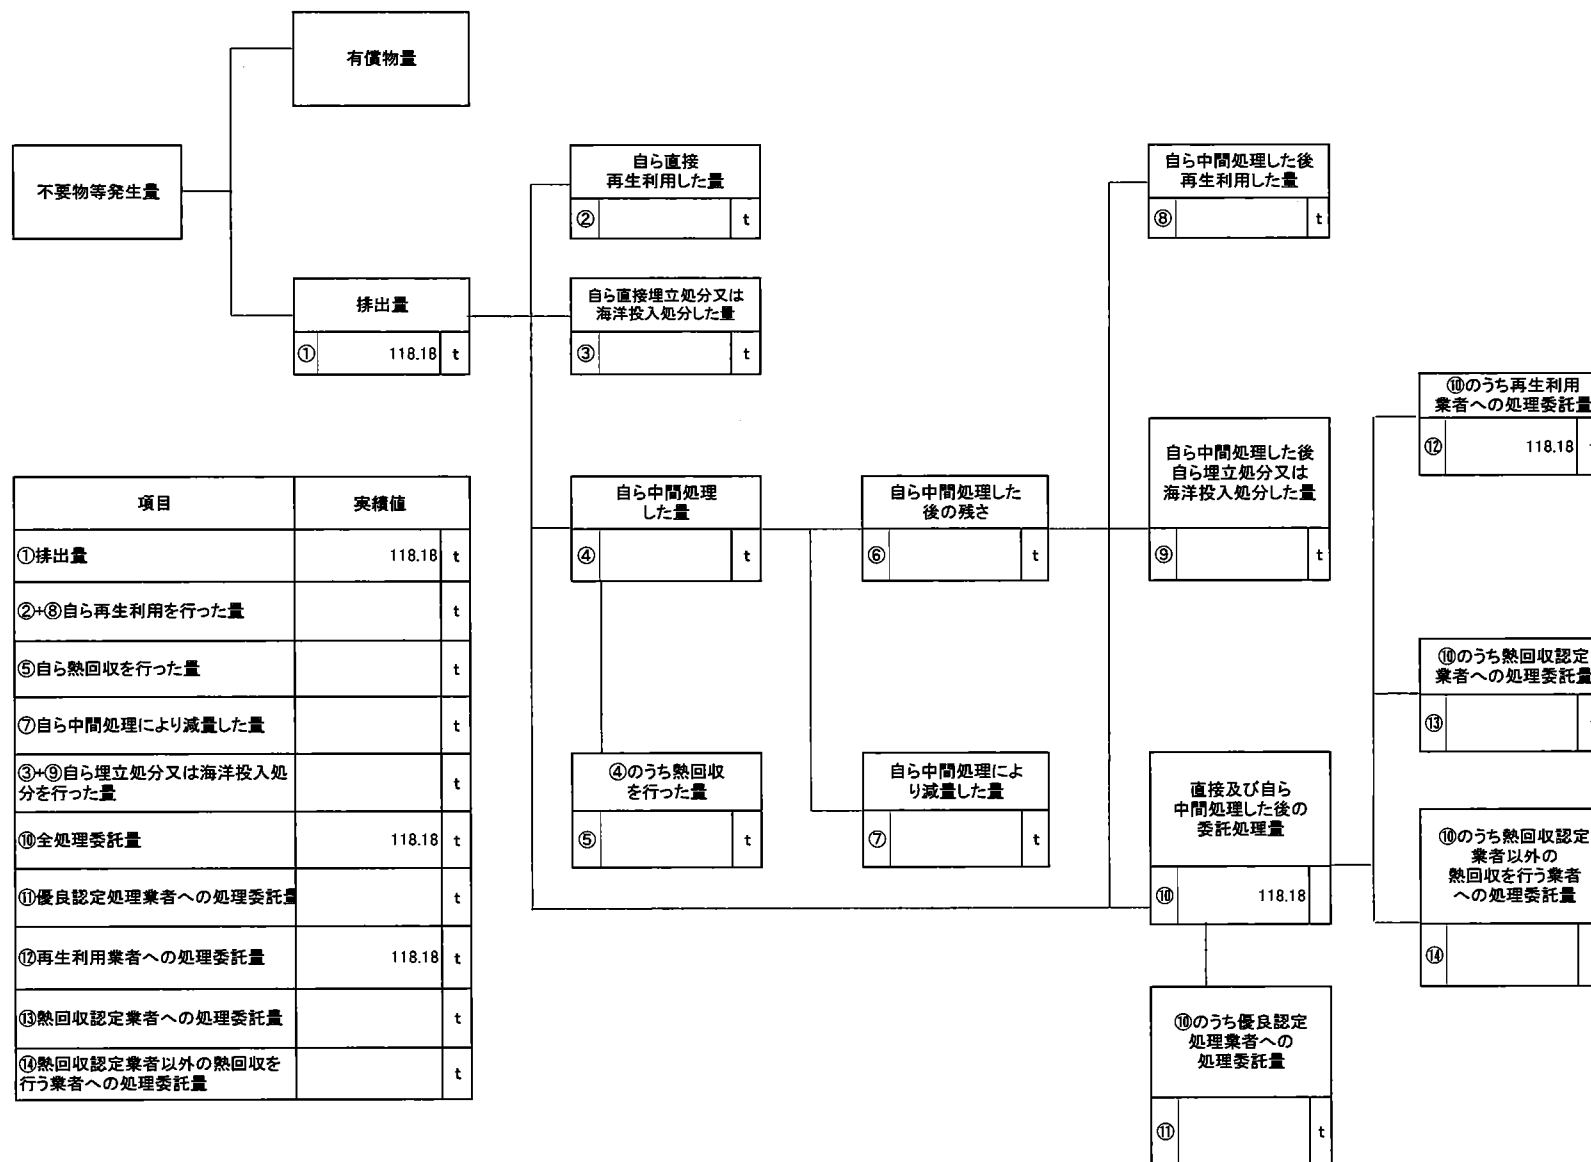 有償物量
不要物等発生量
排出量
① 118.18 t
自ら直接
再生利用した量
② t
自ら直接埋立処分又は
海洋投入処分した量
③ t
自ら中間処理
した量
④ t
④のうち熱回収
を行った量
⑤ t
自ら中間処理した
後の残さ
⑥ t
自ら中間処理によ
り減量した量
⑦ t
自ら中間処理した後
再生利用した量
⑧ t
自ら中間処理した後
自ら埋立処分又は
海洋投入処分した量
⑨ t
直接及び自ら
中間処理した後の
委託処理量
⑩ 118.18
⑩のうち優良認定
処理業者への
処理委託量
⑪ t
⑩のうち再生利用
業者への処理委託量
⑫ 118.18
⑩のうち熱回収認定
業者への処理委託量
⑬
⑩のうち熱回収認定
業者以外の
熱回収を行う業者
への処理委託量
⑭
項目 実績値
①排出量 118.18 t
②+⑧自ら再生利用を行った量 t
⑤自ら熱回収を行った量 t
⑦自ら中間処理により減量した量 t
③+⑨自ら埋立処分又は海洋投入処
分を行った量 t
⑩全処理委託量 118.18 t
⑪優良認定処理業者への処理委託量 t
⑫再生利用業者への処理委託量 118.18 t
⑬熱回収認定業者への処理委託量 t
⑭熱回収認定業者以外の熱回収を
行う業者への処理委託量 t